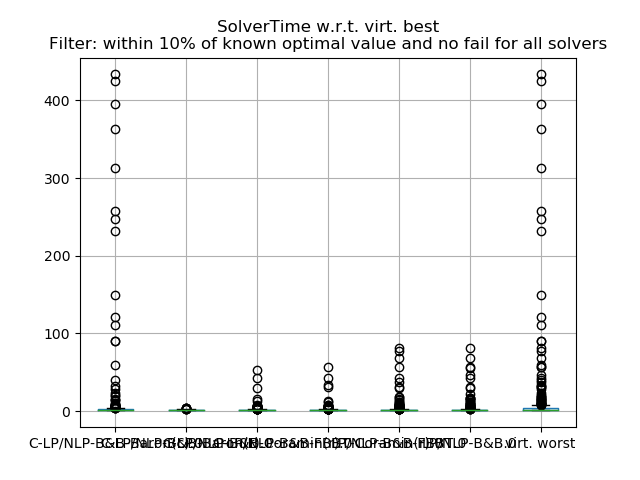 SolverTime w.r.t. virt. best
Filter: within 10% of known optimal value and no fail for all solvers
400
300
200
100
0
C-LP/NLP-B&B virt. worst